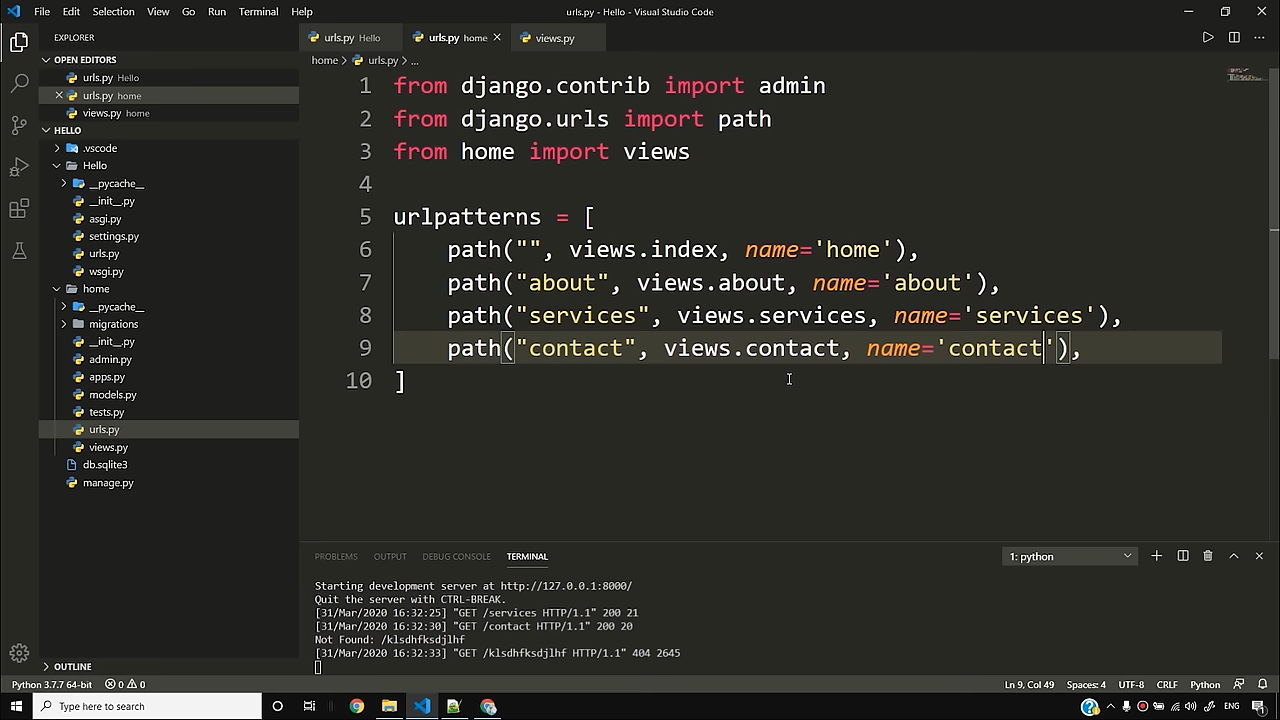 File Edit Selection View Go Run Terminal Help
urls.py - Hello - Visual Studio Code
EXPLORER
OPEN EDITORS
urls.py Hello
urls.py home
views.py home
HELLO
.vscode
Hello
__pycache__
__init__.py
asgi.py
settings.py
urls.py
wsgi.py
home
__pycache__
migrations
__init__.py
admin.py
apps.py
models.py
tests.py
urls.py
views.py
db.sqlite3
manage.py
OUTLINE
urls.py Hello urls.py home views.py
home > urls.py > ...
1 from django.contrib import admin
2 from django.urls import path
3 from home import views
4
5 urlpatterns = [
6 path("", views.index, name='home'),
7 path("about", views.about, name='about'),
8 path("services", views.services, name='services'),
9 path("contact", views.contact, name='contact'),
10 ]
PROBLEMS OUTPUT DEBUG CONSOLE TERMINAL
1: python
Starting development server at http://127.0.0.1:8000/
Quit the server with CTRL-BREAK.
[31/Mar/2020 16:32:25] "GET /services HTTP/1.1" 200 21
[31/Mar/2020 16:32:30] "GET /contact HTTP/1.1" 200 20
Not Found: /klsdhfksdjlhf
[31/Mar/2020 16:32:33] "GET /klsdhfksdjlhf HTTP/1.1" 404 2645
Python 3.7.7 64-bit 0 0
Ln 9, Col 49 Spaces: 4 UTF-8 CRLF Python
Type here to search
ENG